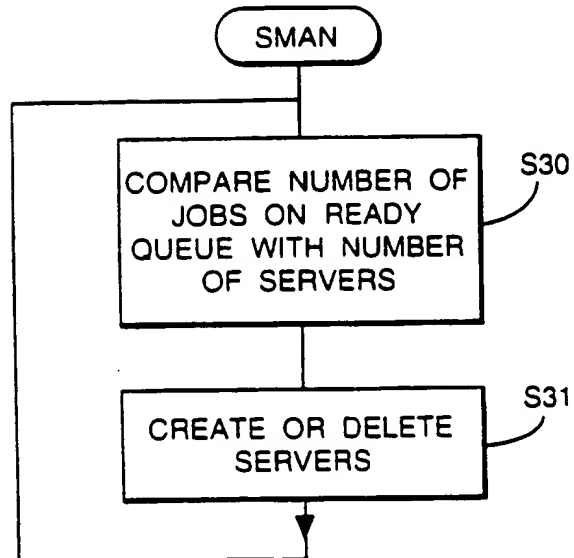 SMAN
S30
COMPARE NUMBER OF
JOBS ON READY
QUEUE WITH NUMBER
OF SERVERS
S31
CREATE OR DELETE
SERVERS